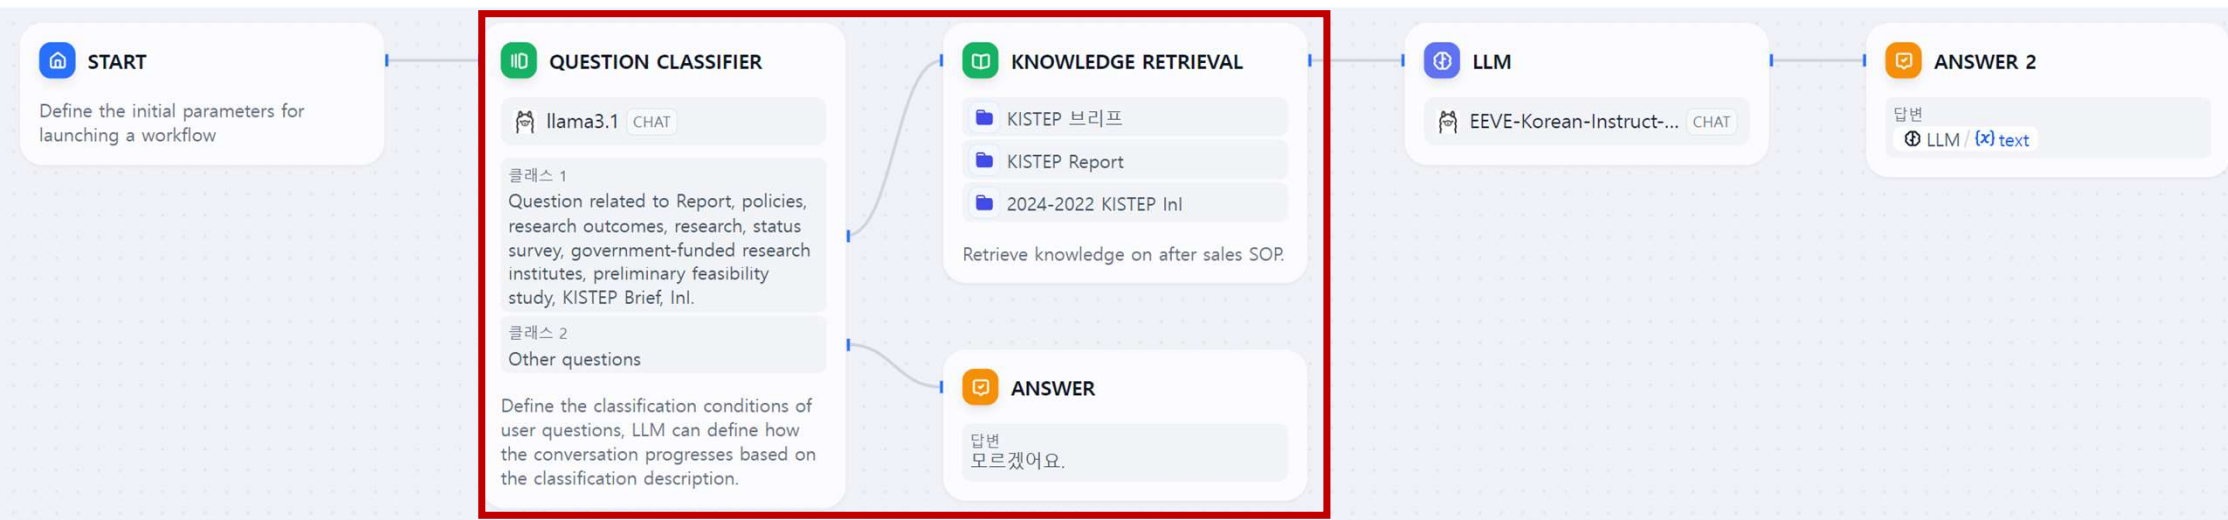 START
Define the initial parameters for
launching a workflow
QUESTION CLASSIFIER
llama3.1 CHAT
클래스 1
Question related to Report, policies,
research outcomes, research, status
survey, government-funded research
institutes, preliminary feasibility
study, KISTEP Brief, InI.
클래스 2
Other questions
Define the classification conditions of
user questions, LLM can define how
the conversation progresses based on
the classification description.
KNOWLEDGE RETRIEVAL
KISTEP 브리프
KISTEP Report
2024-2022 KISTEP InI
Retrieve knowledge on after sales SOP.
ANSWER
답변
모르겠어요.
LLM
EEVE-Korean-Instruct-... CHAT
ANSWER 2
답변
LLM / {x} text